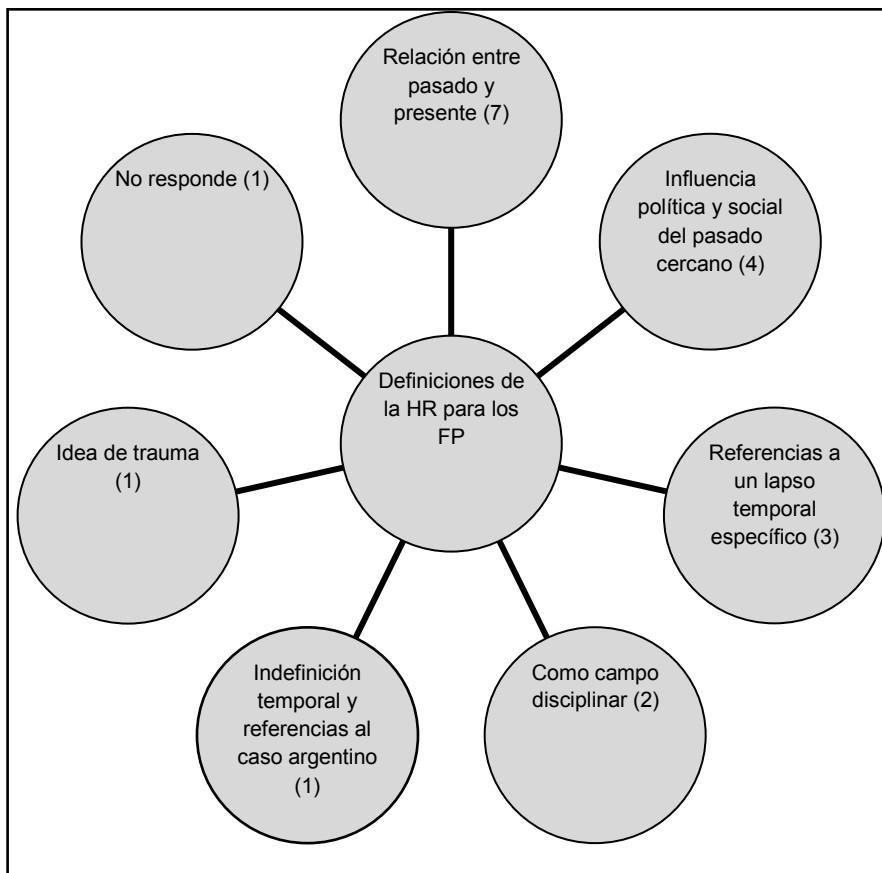 Relación entre
pasado y
presente (7)
No responde (1)
Influencia
política y social
del pasado
cercano (4)
Definiciones de
la HR para los
FP
Idea de trauma
(1)
Referencias a
un lapso
temporal
específico (3)
Indefinición
temporal y
referencias al
caso argentino
(1)
Como campo
disciplinar (2)